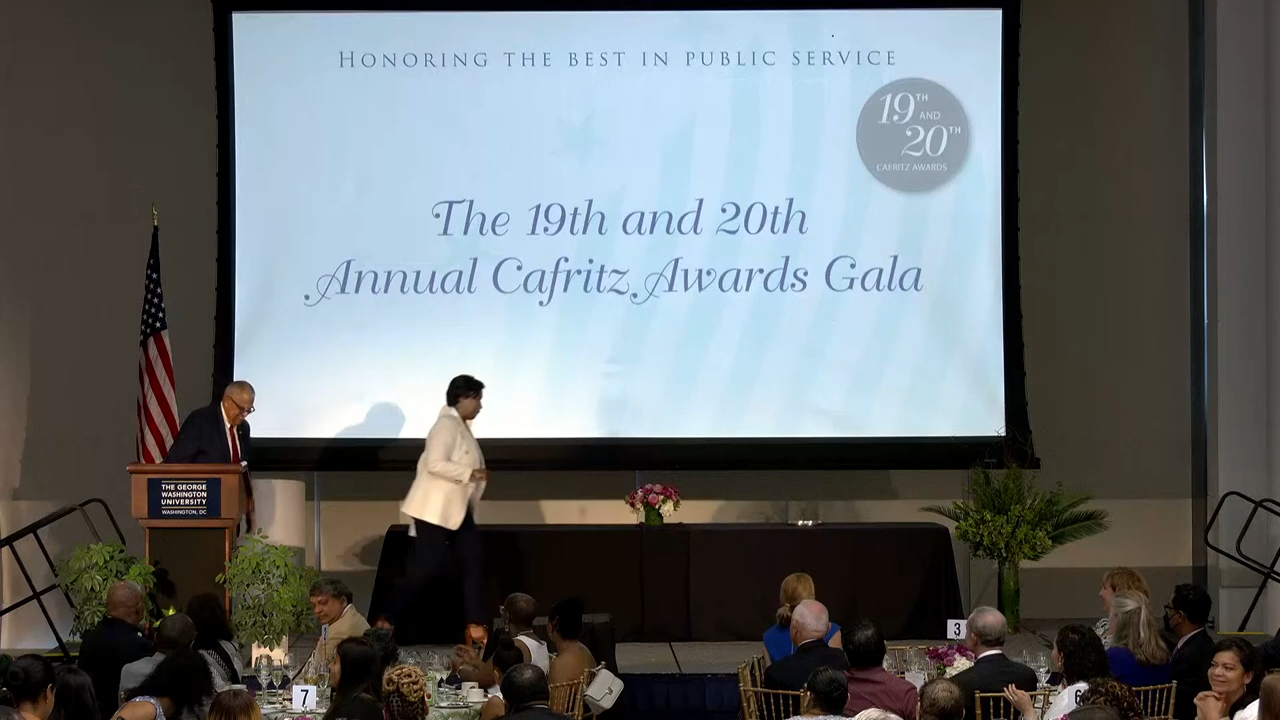 HONORING THE BEST IN PUBLIC SERVICE
19TH
AND
20TH
CAFRITZ AWARDS
The 19th and 20th
Annual Cafritz Awards Gala
THE GEORGE
WASHINGTON
UNIVERSITY
WASHINGTON, DC
3
7
6